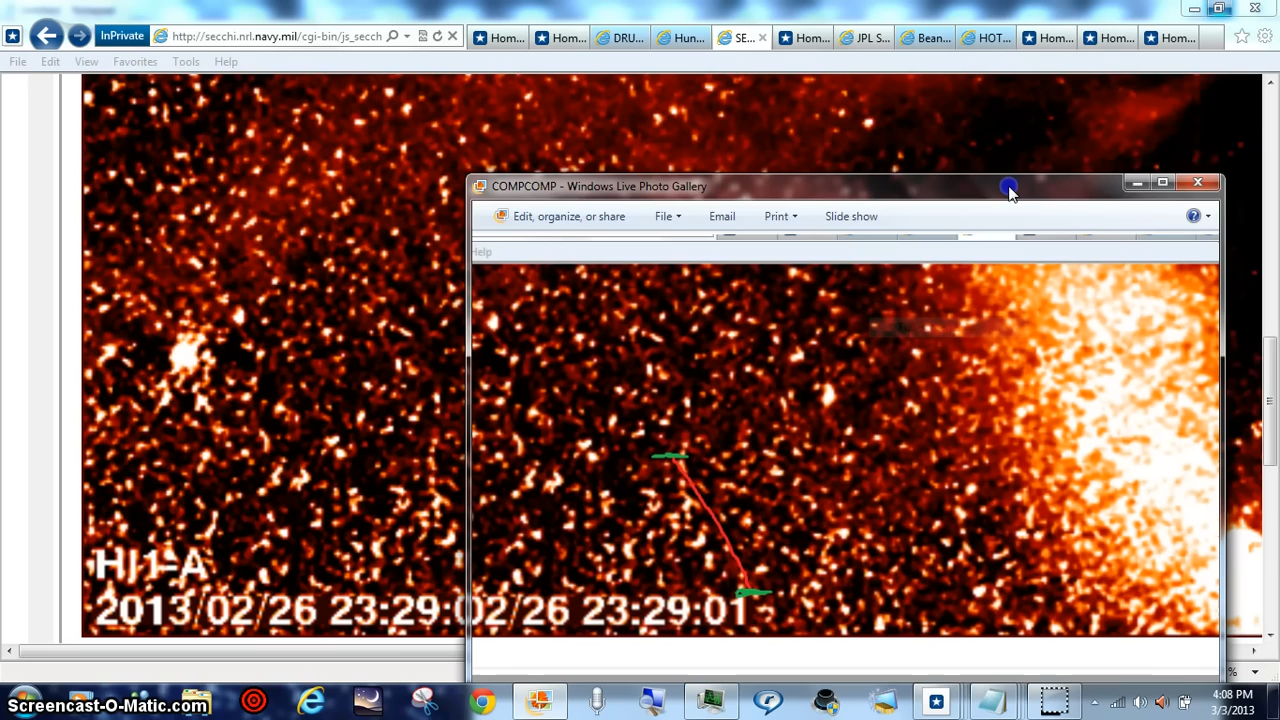 InPrivate http://secchi.nrl.navy.mil/cgi-bin/js_secch Hom... Hom... DRU... Hun... SE... Hom... JPL S... Bean... HOT... Hom... Hom... Hom...
File Edit View Favorites Tools Help
COMPCOMP - Windows Live Photo Gallery
Edit, organize, or share File Email Print Slide show
Help
HI1-A
2013/02/26 23:29:0
02/26 23:29:01
%
Screencast-O-Matic.com
4:08 PM
3/3/2013